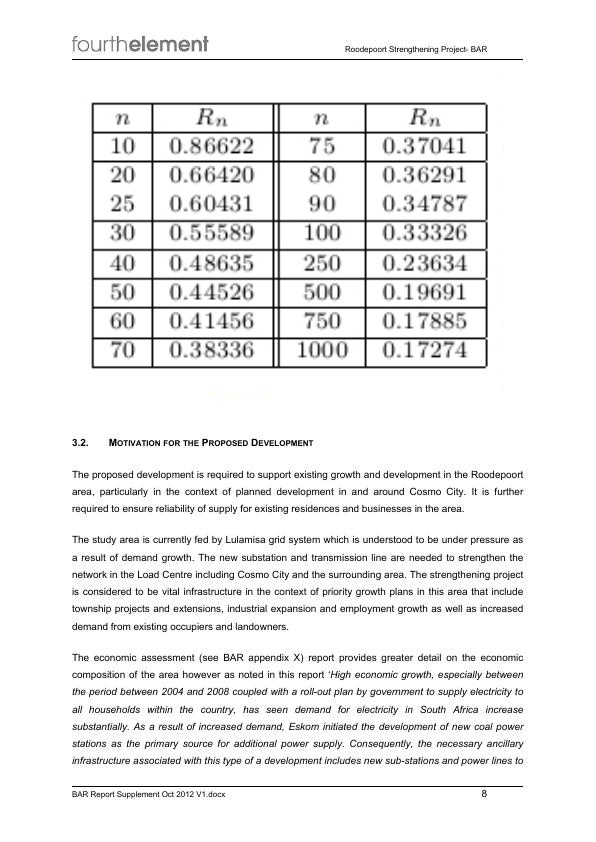 fourthelement
Roodepoort Strengthening Project- BAR
n Rn n Rn
10 0.86622 75 0.37041
20 0.66420 80 0.36291
25 0.60431 90 0.34787
30 0.55589 100 0.33326
40 0.48635 250 0.23634
50 0.44526 500 0.19691
60 0.41456 750 0.17885
70 0.38336 1000 0.17274
3.2. MOTIVATION FOR THE PROPOSED DEVELOPMENT
The proposed development is required to support existing growth and development in the Roodepoort
area, particularly in the context of planned development in and around Cosmo City. It is further
required to ensure reliability of supply for existing residences and businesses in the area.
The study area is currently fed by Lulamisa grid system which is understood to be under pressure as
a result of demand growth. The new substation and transmission line are needed to strengthen the
network in the Load Centre including Cosmo City and the surrounding area. The strengthening project
is considered to be vital infrastructure in the context of priority growth plans in this area that include
township projects and extensions, industrial expansion and employment growth as well as increased
demand from existing occupiers and landowners.
The economic assessment (see BAR appendix X) report provides greater detail on the economic
composition of the area however as noted in this report ‘High economic growth, especially between
the period between 2004 and 2008 coupled with a roll-out plan by government to supply electricity to
all households within the country, has seen demand for electricity in South Africa increase
substantially. As a result of increased demand, Eskom initiated the development of new coal power
stations as the primary source for additional power supply. Consequently, the necessary ancillary
infrastructure associated with this type of a development includes new sub-stations and power lines to
BAR Report Supplement Oct 2012 V1.docx 8